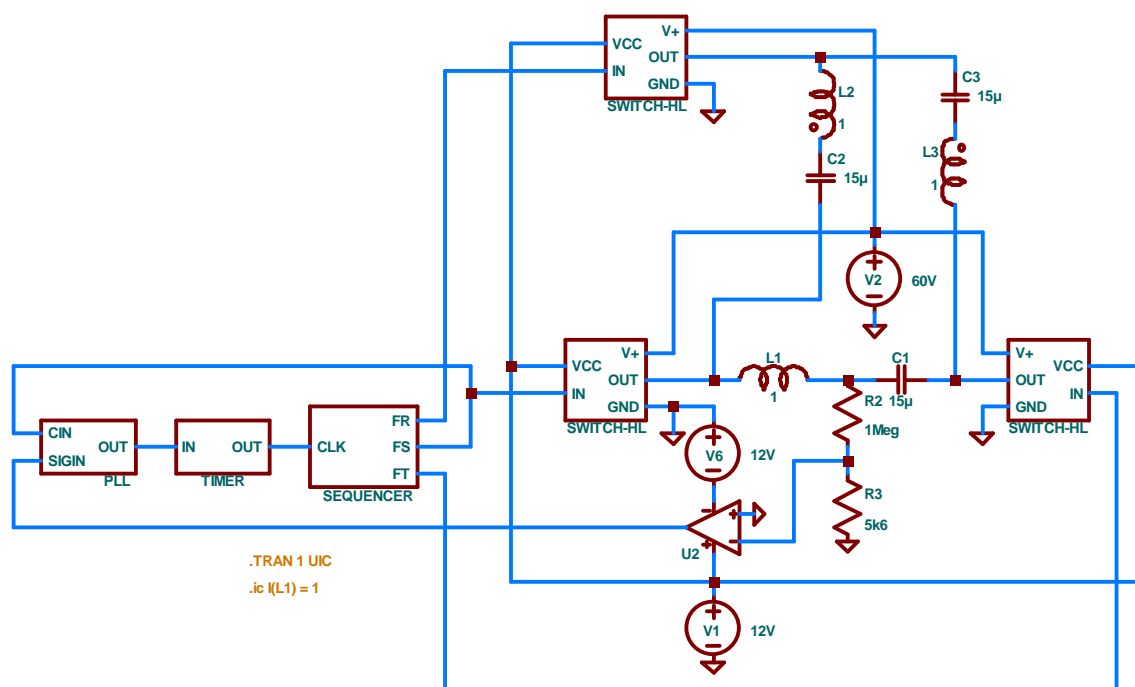 V+
VCC
OUT
IN
GND
SWITCH-HL
L2
1
C3
15µ
C2
15µ
L3
1
V2
60V
V+
VCC
OUT
IN
GND
SWITCH-HL
L1
1
C1
15µ
V+
VCC
OUT
IN
GND
SWITCH-HL
R2
1Meg
CIN
OUT
SIGIN
PLL
IN
OUT
TIMER
FR
CLK
FS
FT
SEQUENCER
V6
12V
R3
5k6
U2
.TRAN 1 UIC
.ic I(L1) = 1
V1
12V